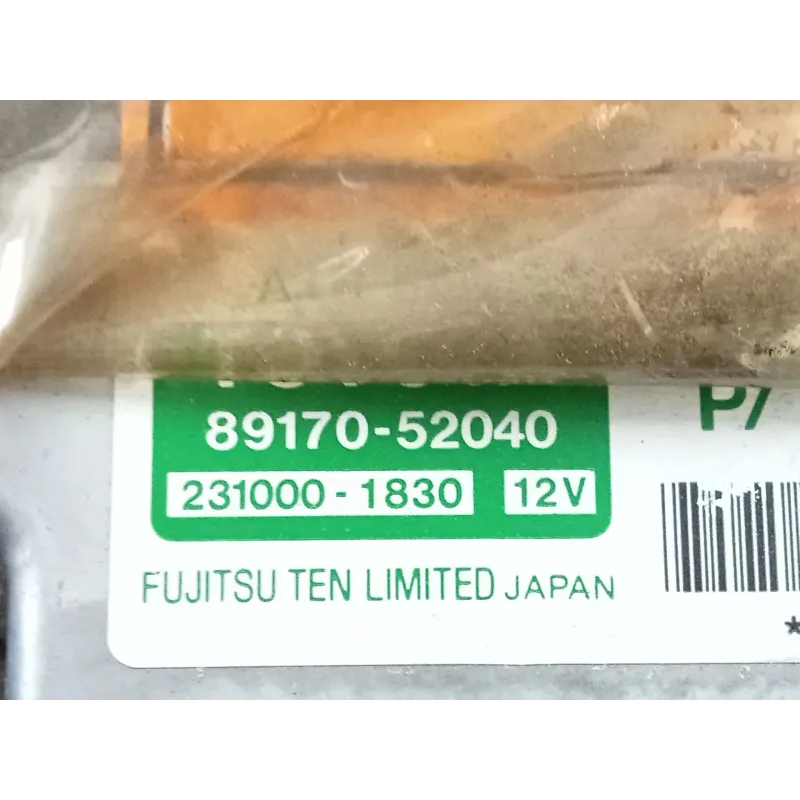 89170-52040
231000-1830 12V
FUJITSU TEN LIMITED JAPAN
*